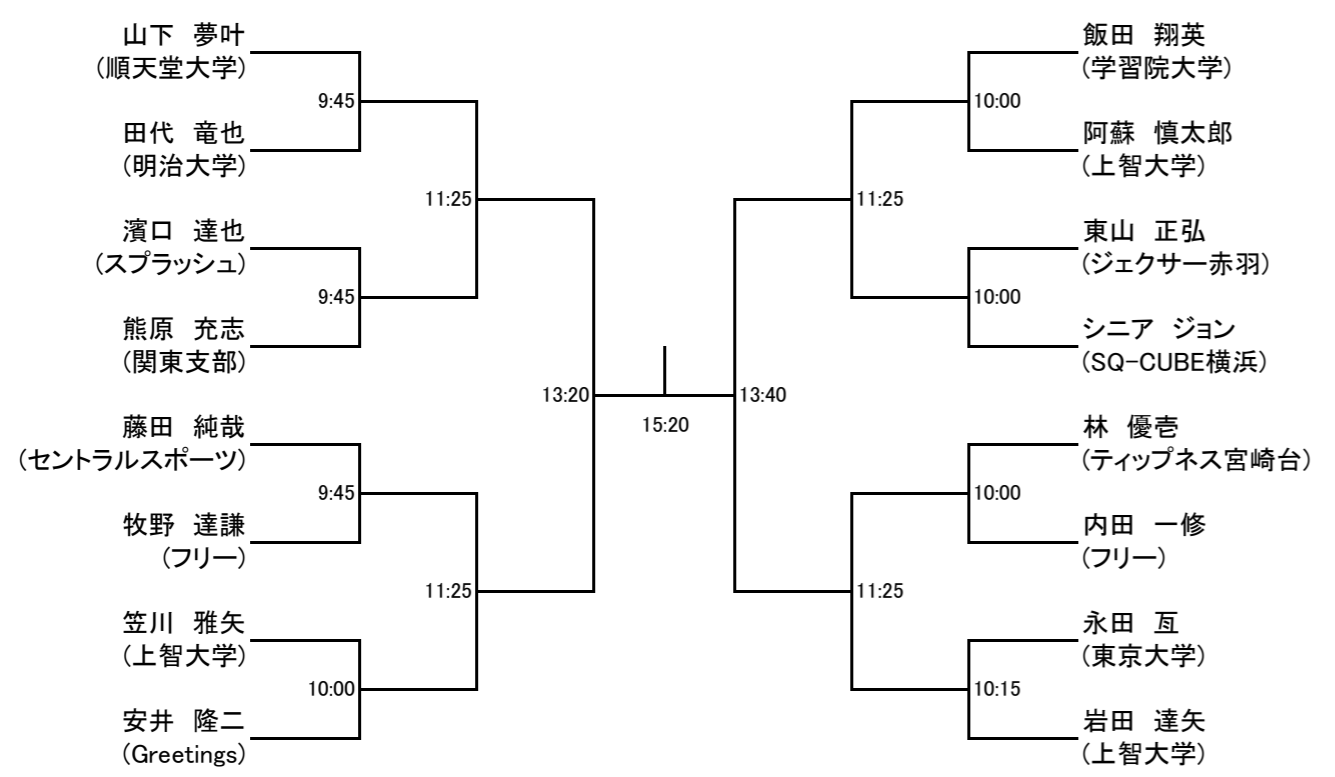 山下　夢叶
(順天堂大学)
9:45
田代　竜也
(明治大学)
11:25
濱口　達也
(スプラッシュ)
9:45
熊原　充志
(関東支部)
13:20
藤田　純哉
(セントラルスポーツ)
9:45
牧野　達謙
(フリー)
11:25
笠川　雅矢
(上智大学)
10:00
安井　隆二
(Greetings)
15:20
飯田　翔英
(学習院大学)
10:00
阿蘇　慎太郎
(上智大学)
11:25
東山　正弘
(ジェクサー赤羽)
10:00
シニア　ジョン
(SQ-CUBE横浜)
13:40
林　優壱
(ティップネス宮崎台)
10:00
内田　一修
(フリー)
11:25
永田　亙
(東京大学)
10:15
岩田　達矢
(上智大学)